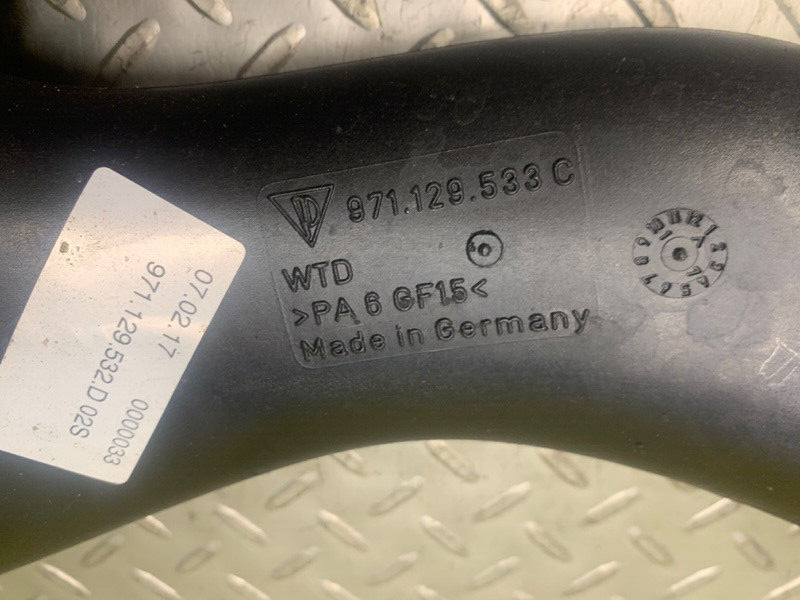 971.129.533 C
WTD
>PA 6 GF15<
Made in Germany
07.02.17
971.129.532.D 02S
0000033